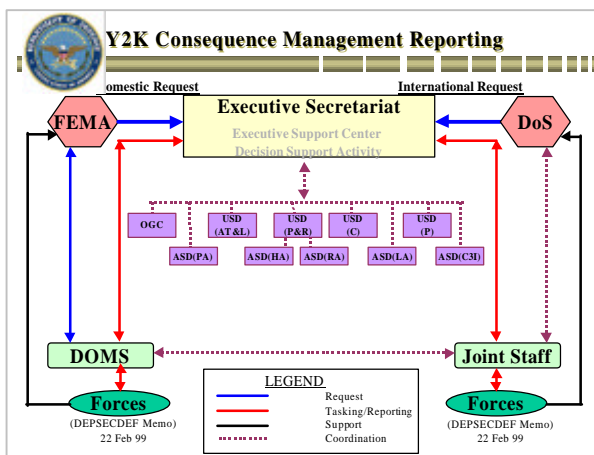 Y2K Consequence Management Reporting
omestic Request
International Request
FEMA
Executive Secretariat
Executive Support Center
Decision Support Activity
DoS
OGC
USD
(AT&L)
USD
(P&R)
USD
(C)
USD
(P)
ASD(PA)
ASD(HA)
ASD(RA)
ASD(LA)
ASD(C3I)
DOMS
Joint Staff
Forces
(DEPSECDEF Memo)
22 Feb 99
LEGEND
Request
Tasking/Reporting
Support
Coordination
Forces
(DEPSECDEF Memo)
22 Feb 99